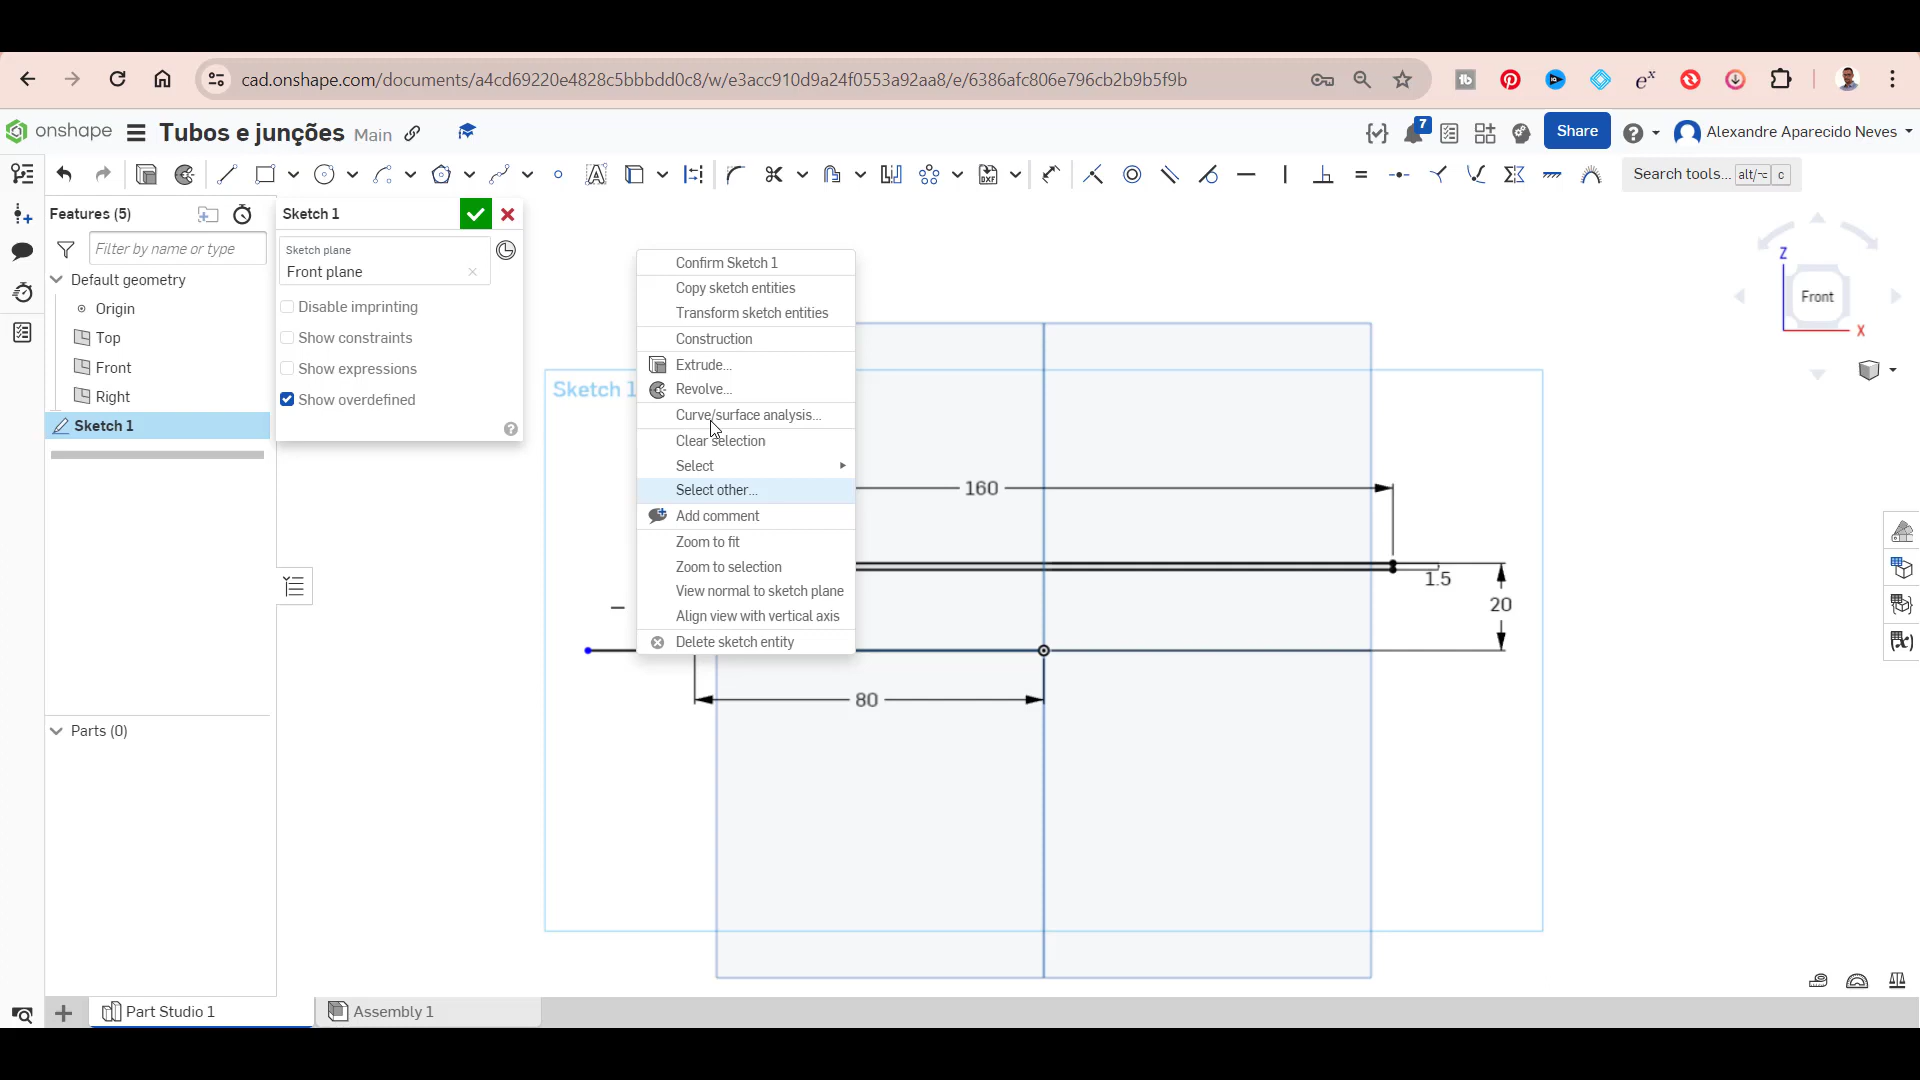 cad.onshape.com/documents/a4cd69220e4828c5bbbdd0c8/w/e3acc910d9a24f0553a92aa8/e/6386afc806e796cb2b9b5f9b
onshape Tubos e junções Main
7 Share Alexandre Aparecido Neves
Search tools... alt/⌥ c
Features (5)
Filter by name or type
Default geometry
Origin
Top
Front
Right
Sketch 1
Parts (0)
Sketch 1
Sketch plane
Front plane
Disable imprinting
Show constraints
Show expressions
Show overdefined
Sketch 1
Confirm Sketch 1
Copy sketch entities
Transform sketch entities
Construction
Extrude...
Revolve...
Curve/surface analysis...
Clear selection
Select
Select other...
Add comment
Zoom to fit
Zoom to selection
View normal to sketch plane
Align view with vertical axis
Delete sketch entity
160
1.5
20
80
Z
Front
X
Part Studio 1
Assembly 1